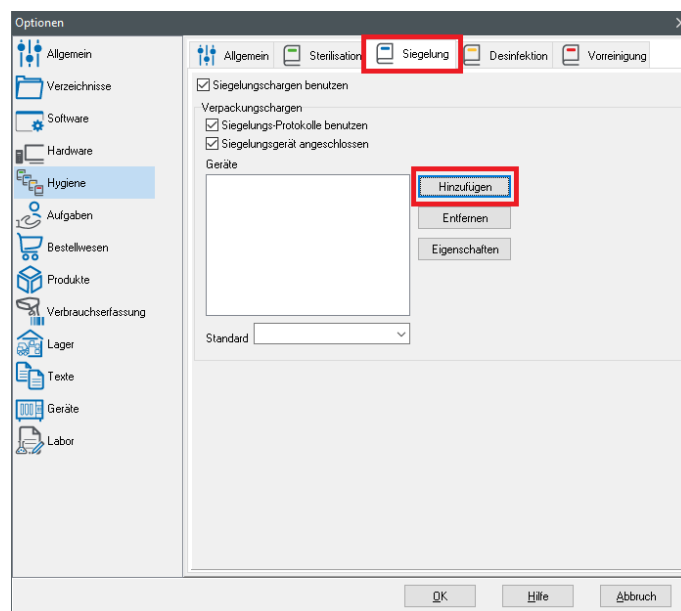 Optionen
Allgemein
Verzeichnisse
Software
Hardware
Hygiene
Aufgaben
Bestellwesen
Produkte
Verbrauchserfassung
Lager
Texte
Geräte
Labor
Allgemein Sterilisation Siegelung Desinfektion Vorreinigung
Siegelungschargen benutzen
Verpackungschargen
Siegelungs-Protokolle benutzen
Siegelungsgerät angeschlossen
Geräte
Hinzufügen
Entfernen
Eigenschaften
Standard
OK Hilfe Abbruch